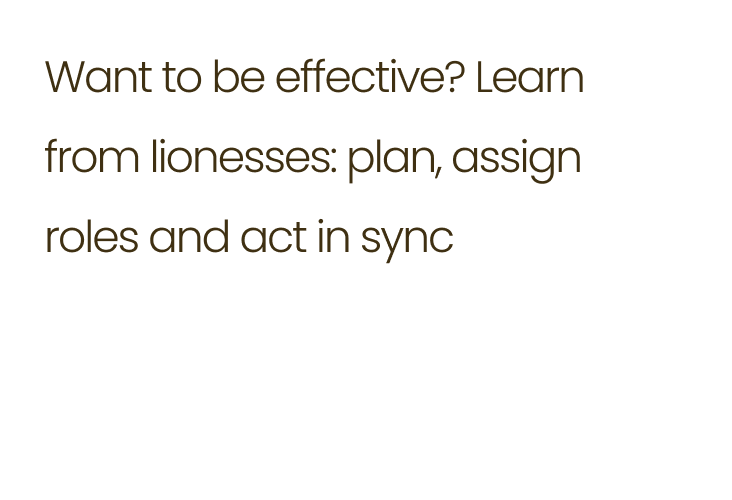 Want to be effective? Learn
from lionesses: plan, assign
roles and act in sync